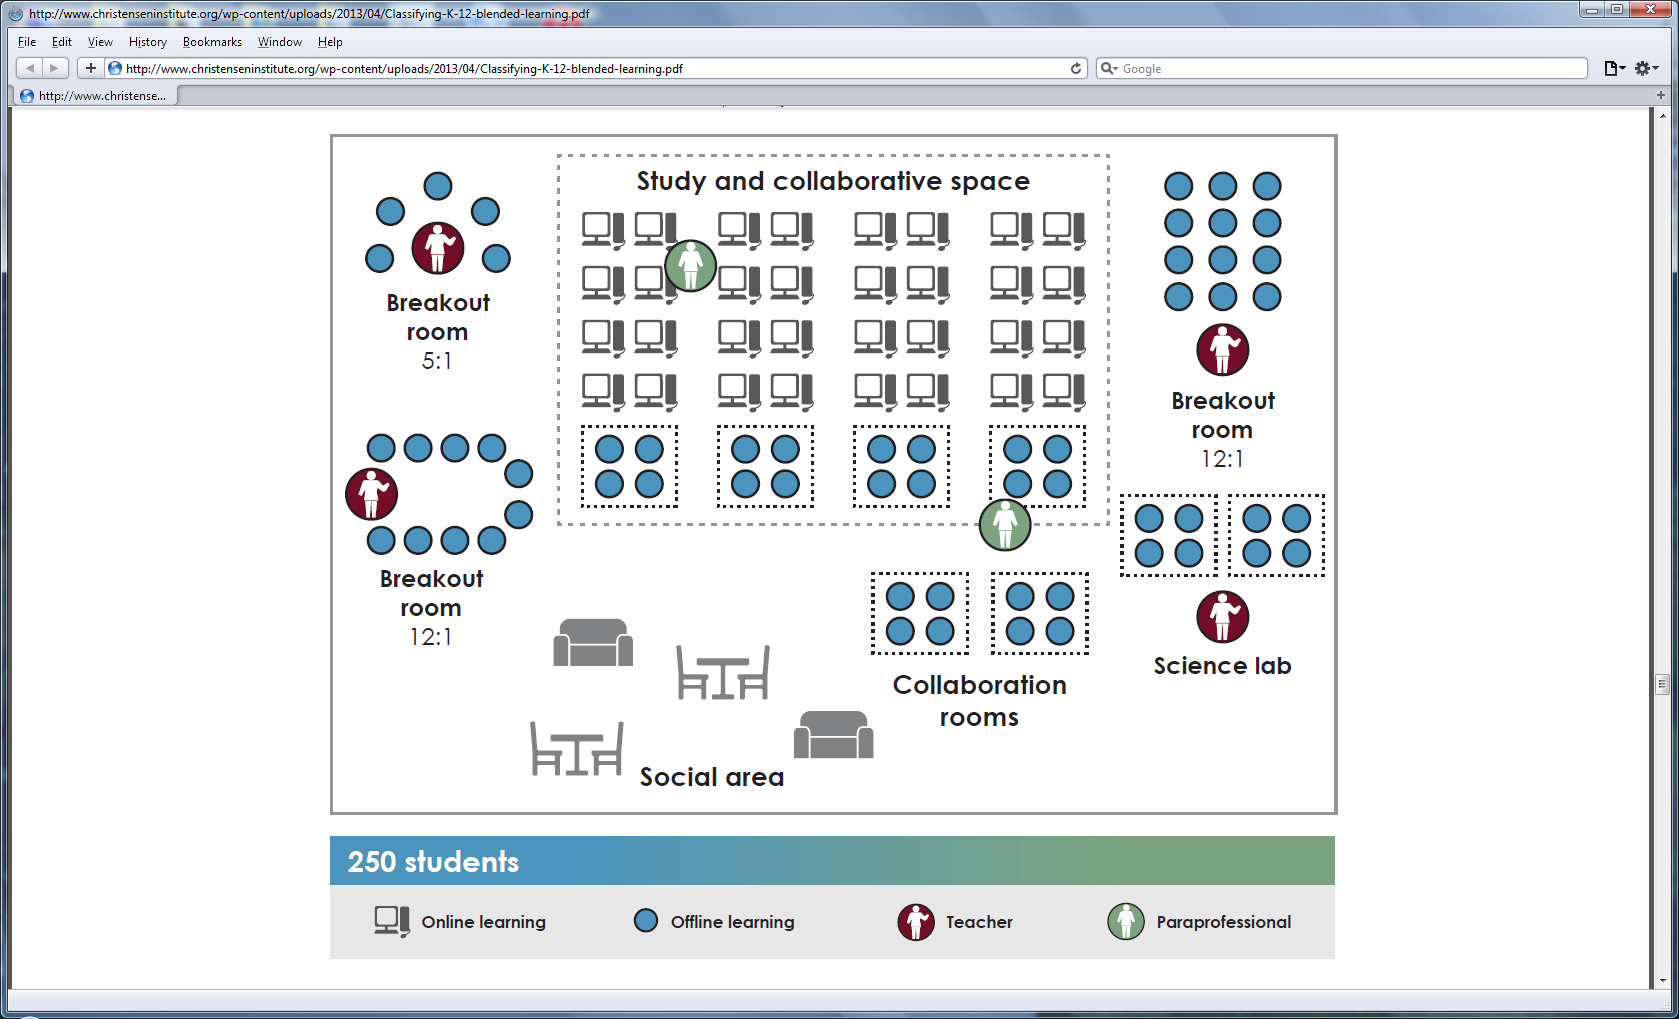 http://www.christenseninstitute.org/wp-content/uploads/2013/04/Classifying-K-12-blended-learning.pdf
File Edit View History Bookmarks Window Help
http://www.christenseninstitute.org/wp-content/uploads/2013/04/Classifying-K-12-blended-learning.pdf
Google
http://www.christense...
Study and collaborative space
Breakout
room
5:1
Breakout
room
12:1
Breakout
room
12:1
Science lab
Collaboration
rooms
Social area
250 students
Online learning
Offline learning
Teacher
Paraprofessional